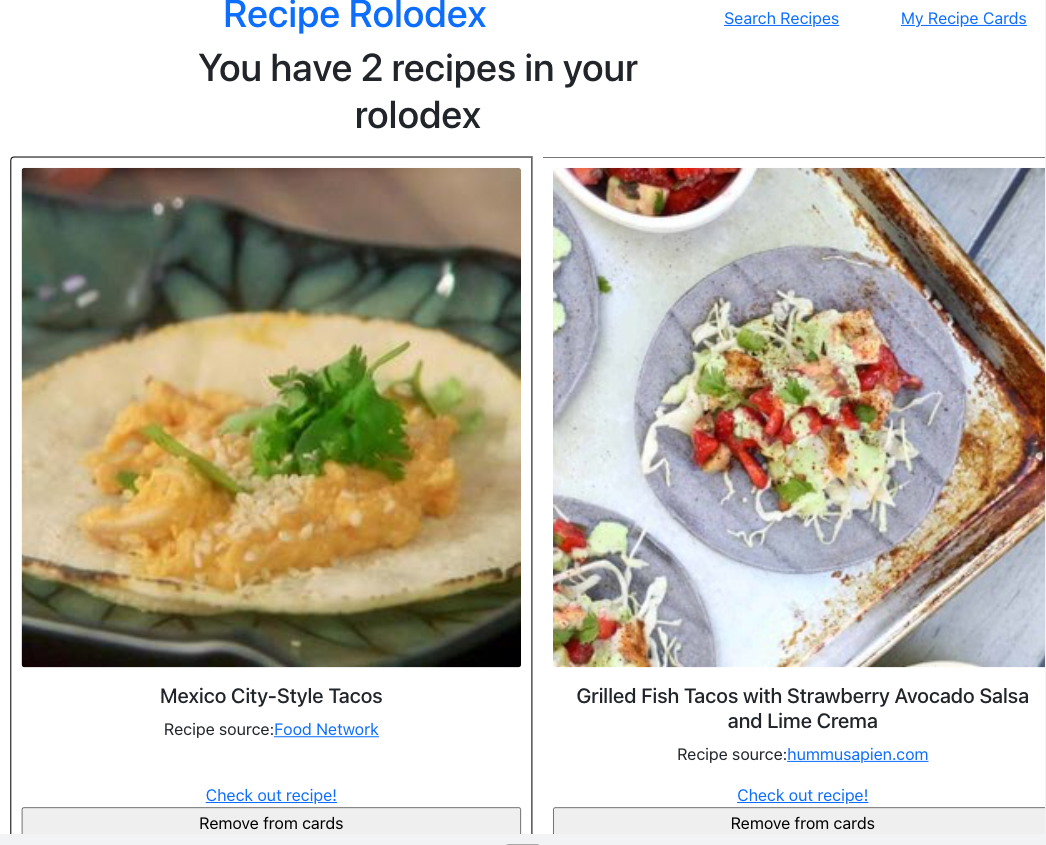 Recipe Rolodex
Search Recipes
My Recipe Cards
You have 2 recipes in your
rolodex
Mexico City-Style Tacos
Recipe source:Food Network
Check out recipe!
Remove from cards
Grilled Fish Tacos with Strawberry Avocado Salsa
and Lime Crema
Recipe source:hummusapien.com
Check out recipe!
Remove from cards